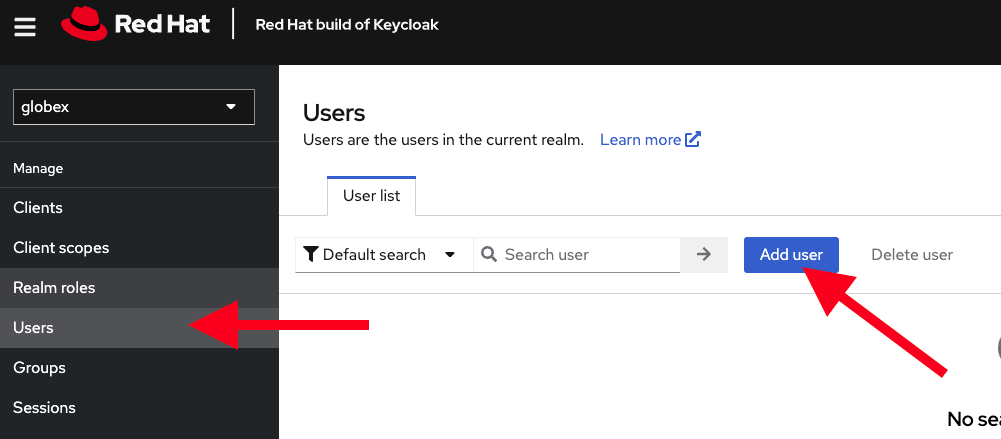 Red Hat
Red Hat build of Keycloak
globex
Manage
Clients
Client scopes
Realm roles
Users
Groups
Sessions
Users
Users are the users in the current realm. Learn more
User list
Default search
Search user
Add user
Delete user
No